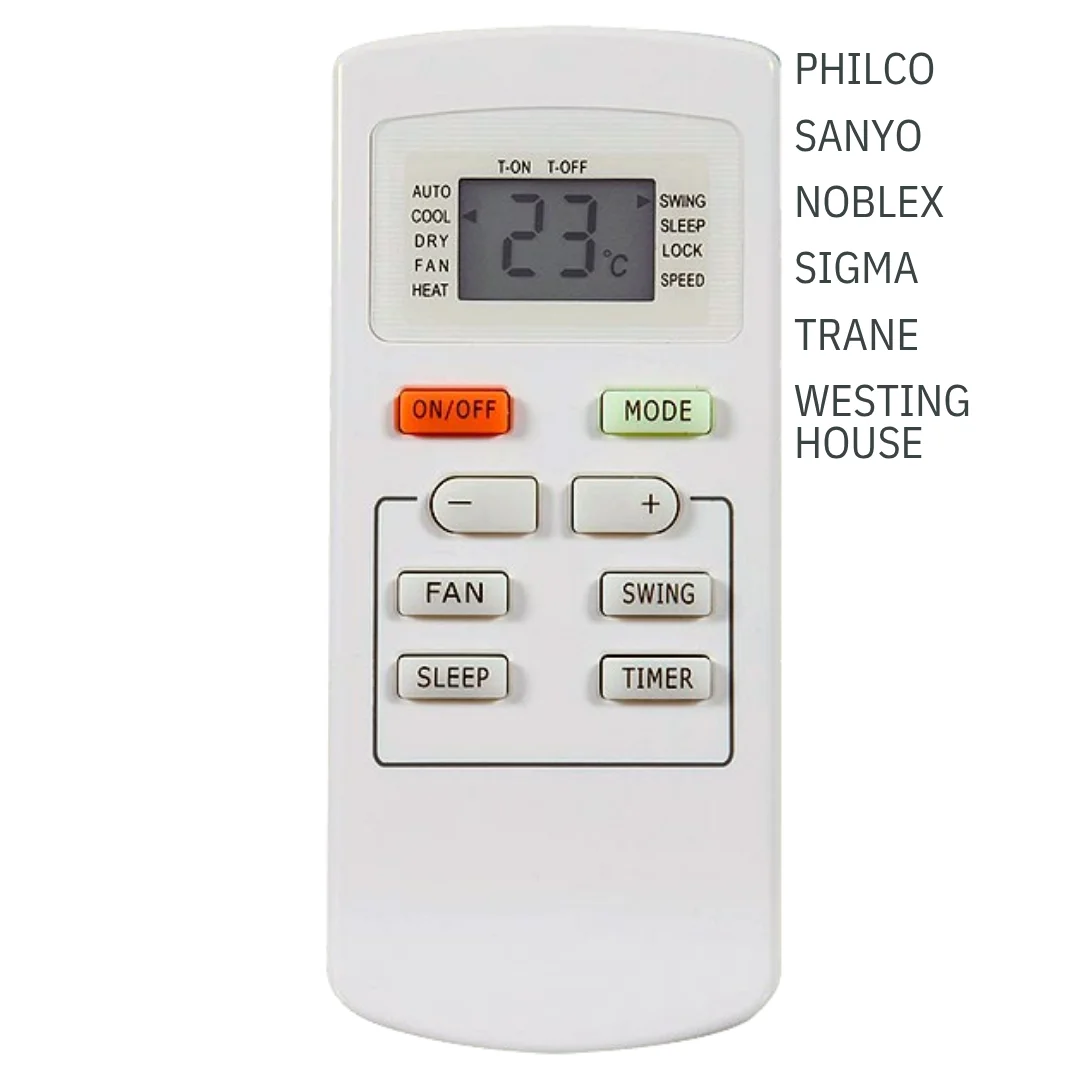 T-ON T-OFF
AUTO
COOL
DRY
FAN
HEAT
23°C
SWING
SLEEP
LOCK
SPEED
ON/OFF
MODE
− +
FAN
SWING
SLEEP
TIMER
PHILCO
SANYO
NOBLEX
SIGMA
TRANE
WESTING
HOUSE